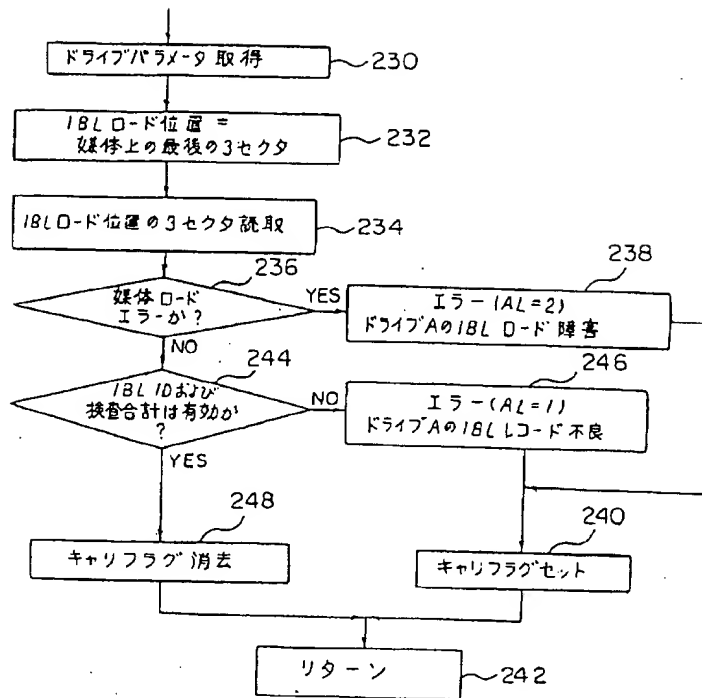 ドライブパラメータ取得
230
IBLロード位置=
媒体上の最後の3セクタ
232
IBLロード位置の3セクタ読取
234
236
媒体ロード
エラーか?
YES
238
エラー(AL=2)
ドライブAのIBLロード障害
NO
244
IBL IDおよび
検査合計は有効か
?
NO
246
エラー(AL=1)
ドライブAのIBLレコード不良
YES
248
キャリフラグ消去
240
キャリフラグセット
リターン
242